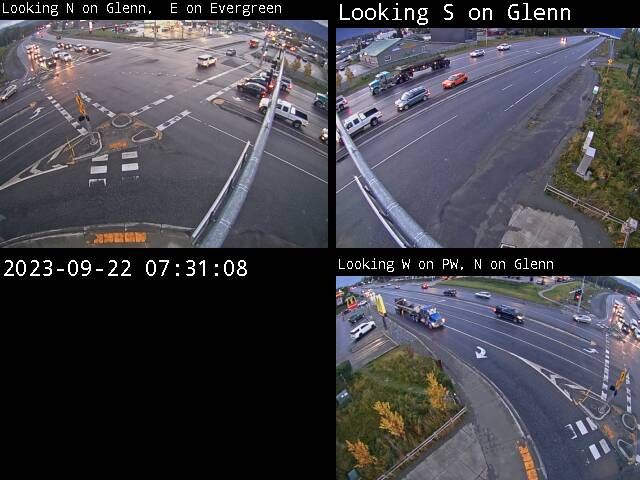 Looking N on Glenn,  E on Evergreen
Looking S on Glenn
2023-09-22 07:31:08
Looking W on PW, N on Glenn